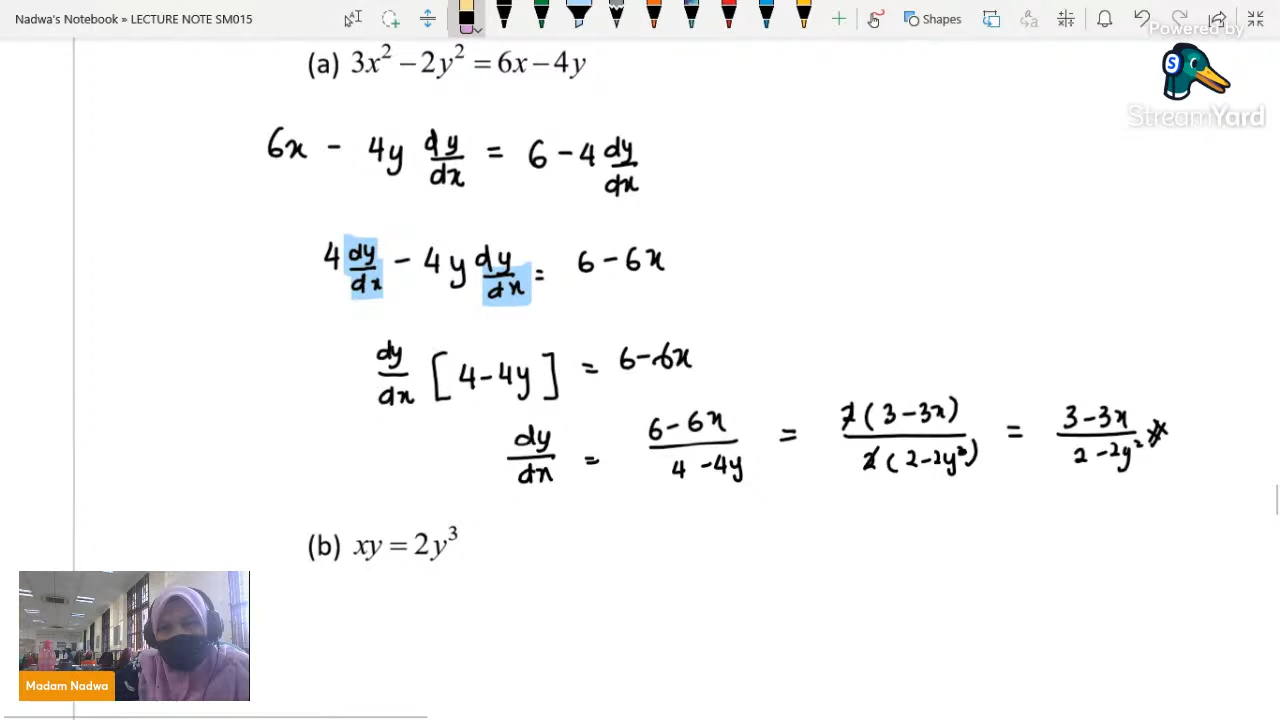 Nadwa's Notebook » LECTURE NOTE SM015
Shapes
Powered by
StreamYard
(a) 3x² − 2y² = 6x − 4y
6x − 4y dy/dx = 6 − 4 dy/dx
4 dy/dx − 4y dy/dx = 6 − 6x
dy/dx [4 − 4y] = 6 − 6x
dy/dx = (6 − 6x)/(4 − 4y) = 2(3 − 3x)/2(2 − 2y²) = (3 − 3x)/(2 − 2y²) *
(b) xy = 2y³
Madam Nadwa